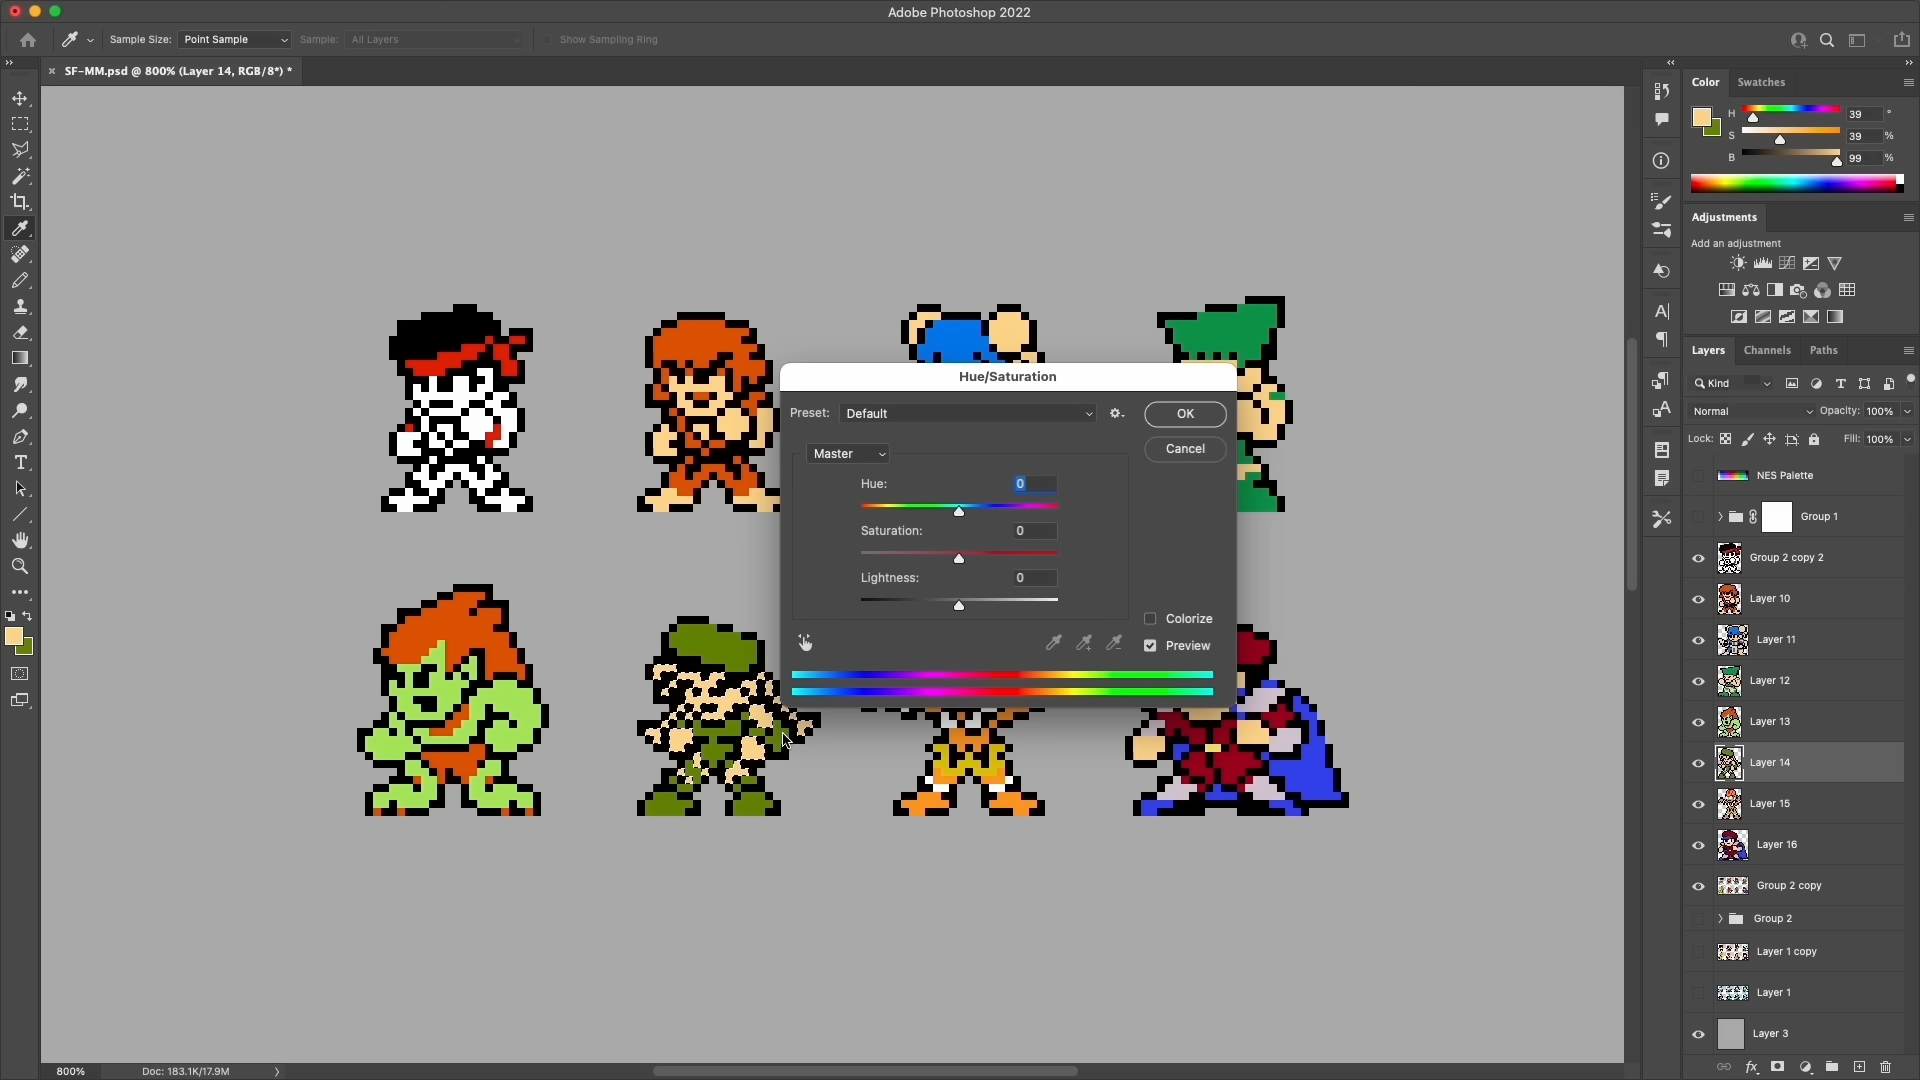 Adobe Photoshop 2022
Sample Size: Point Sample Sample: All Layers Show Sampling Ring
SF-MM.psd @ 800% (Layer 14, RGB/8*) *
Color Swatches
H 39 °
S 39 %
B 99 %
Adjustments
Add an adjustment
Layers Channels Paths
Kind
Normal Opacity: 100%
Lock: Fill: 100%
NES Palette
Group 1
Group 2 copy 2
Layer 10
Layer 11
Layer 12
Layer 13
Layer 14
Layer 15
Layer 16
Group 2 copy
Group 2
Layer 1 copy
Layer 1
Layer 3
Hue/Saturation
Preset: Default OK
Cancel
Master
Hue: 0
Saturation: 0
Lightness: 0
Colorize
Preview
800% Doc: 183.1K/17.9M